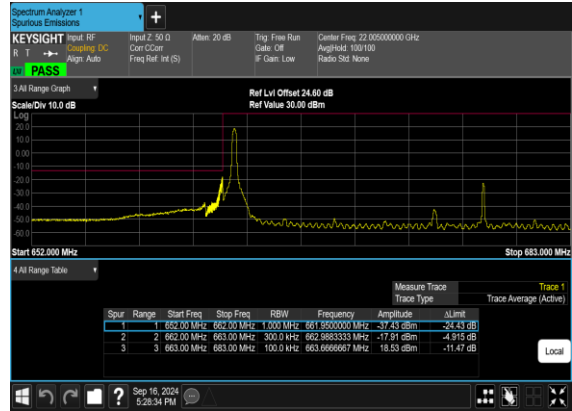 Spectrum Analyzer 1
Spurious Emissions
+
KEYSIGHT Input: RF Input Z: 50 Ω Atten: 20 dB Trig: Free Run Center Freq: 22.005000000 GHz
R T Coupling: DC Corr CCorr Gate: Off Avg|Hold: 100/100
Align: Auto Freq Ref: Int (S) IF Gain: Low Radio Std: None
PASS
3 All Range Graph
Ref Lvl Offset 24.60 dB
Scale/Div 10.0 dB Ref Value 30.00 dBm
Log
20.0
10.0
0.00
-10.0
-20.0
-30.0
-40.0
-50.0
-60.0
Start 652.000 MHz Stop 683.000 MHz
4 All Range Table
Measure Trace Trace 1
Trace Type Trace Average (Active)
Spur Range Start Freq Stop Freq RBW Frequency Amplitude ΔLimit
1 1 652.00 MHz 662.00 MHz 1.000 MHz 661.9500000 MHz -37.43 dBm -24.43 dB
2 2 662.00 MHz 663.00 MHz 300.0 kHz 662.9883333 MHz -17.91 dBm -4.915 dB
3 3 663.00 MHz 683.00 MHz 100.0 kHz 663.6666667 MHz 18.53 dBm -11.47 dB
Local
? Sep 16, 2024
5:28:34 PM